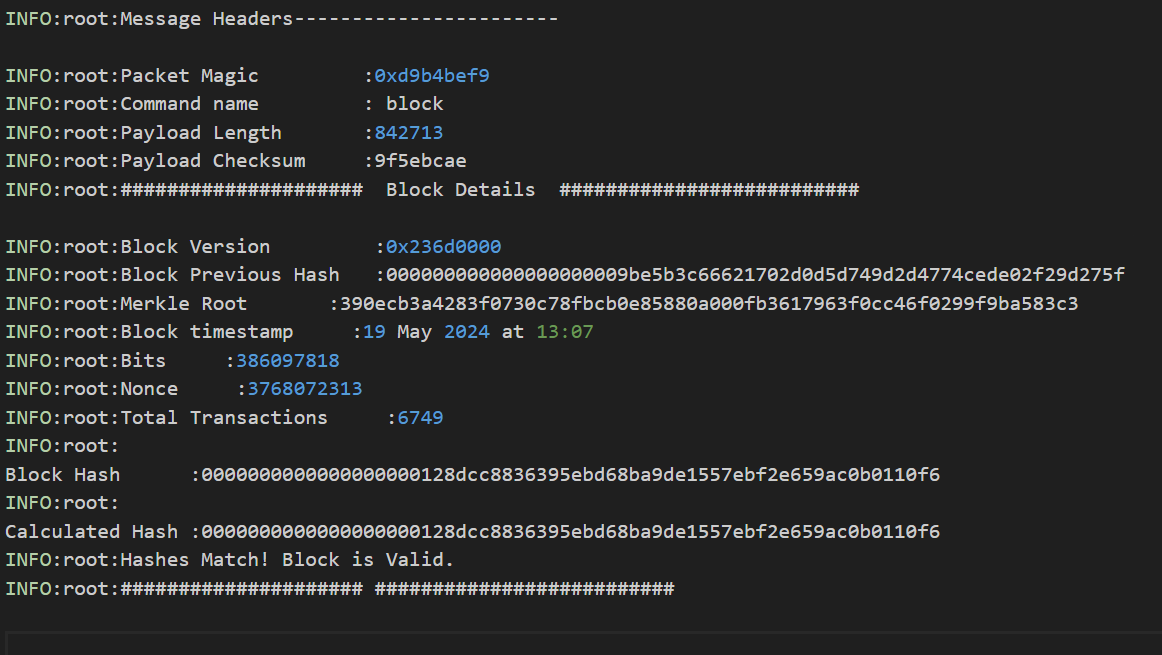 INFO:root:Message Headers-----------------------
INFO:root:Packet Magic         :0xd9b4bef9
INFO:root:Command name         : block
INFO:root:Payload Length       :842713
INFO:root:Payload Checksum     :9f5ebcae
INFO:root:#####################  Block Details  ##########################
INFO:root:Block Version         :0x236d0000
INFO:root:Block Previous Hash   :000000000000000000009be5b3c66621702d0d5d749d2d4774cede02f29d275f
INFO:root:Merkle Root       :390ecb3a4283f0730c78fbcb0e85880a000fb3617963f0cc46f0299f9ba583c3
INFO:root:Block timestamp     :19 May 2024 at 13:07
INFO:root:Bits     :386097818
INFO:root:Nonce     :3768072313
INFO:root:Total Transactions     :6749
INFO:root:
Block Hash      :0000000000000000000128dcc8836395ebd68ba9de1557ebf2e659ac0b0110f6
INFO:root:
Calculated Hash :0000000000000000000128dcc8836395ebd68ba9de1557ebf2e659ac0b0110f6
INFO:root:Hashes Match! Block is Valid.
INFO:root:##################### ##########################